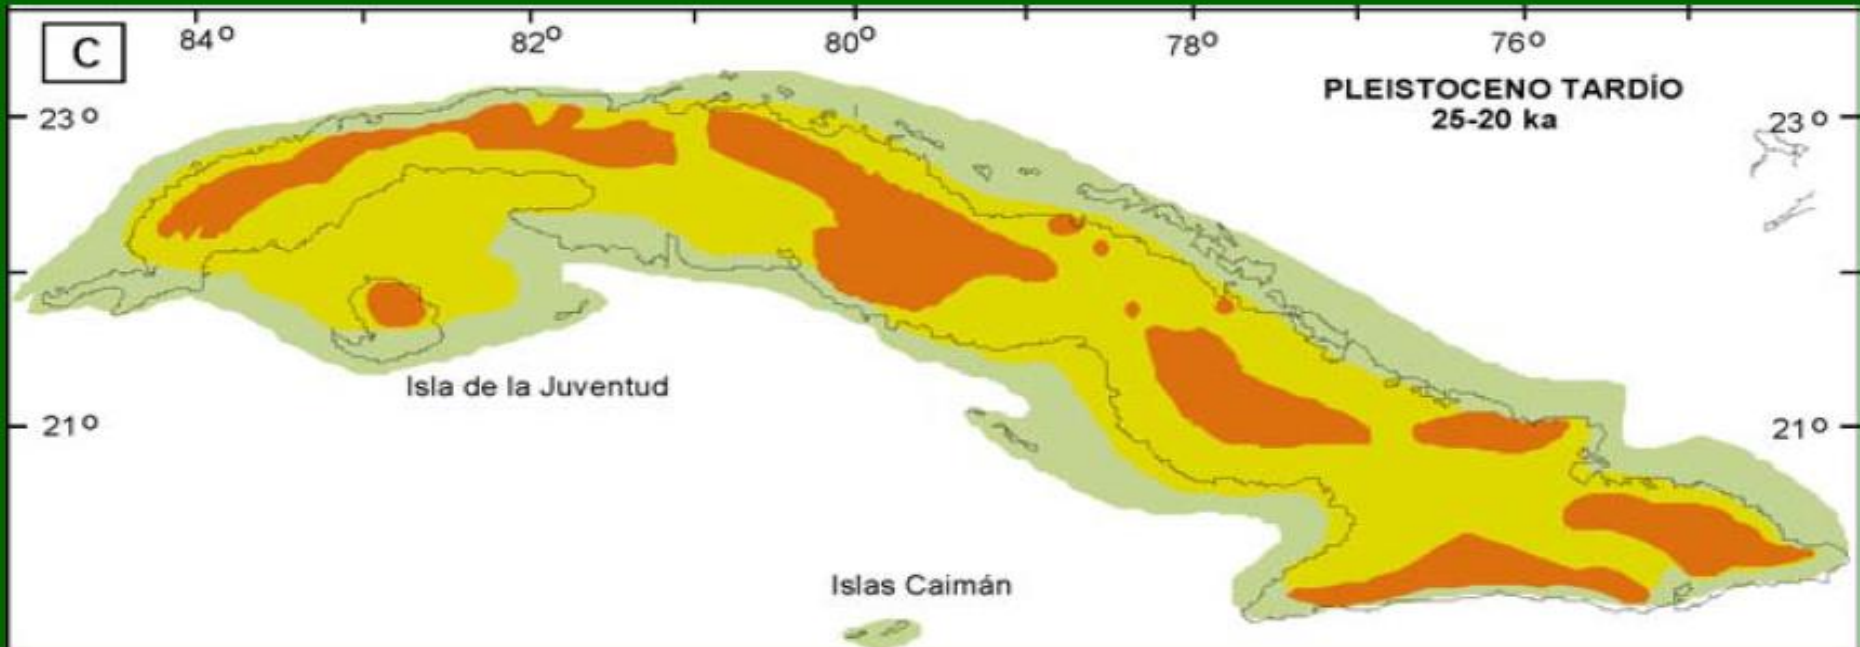 C
84º
82º
80º
78º
76º
PLEISTOCENO TARDÍO
25-20 ka
23º
23º
Isla de la Juventud
21º
21º
Islas Caimán